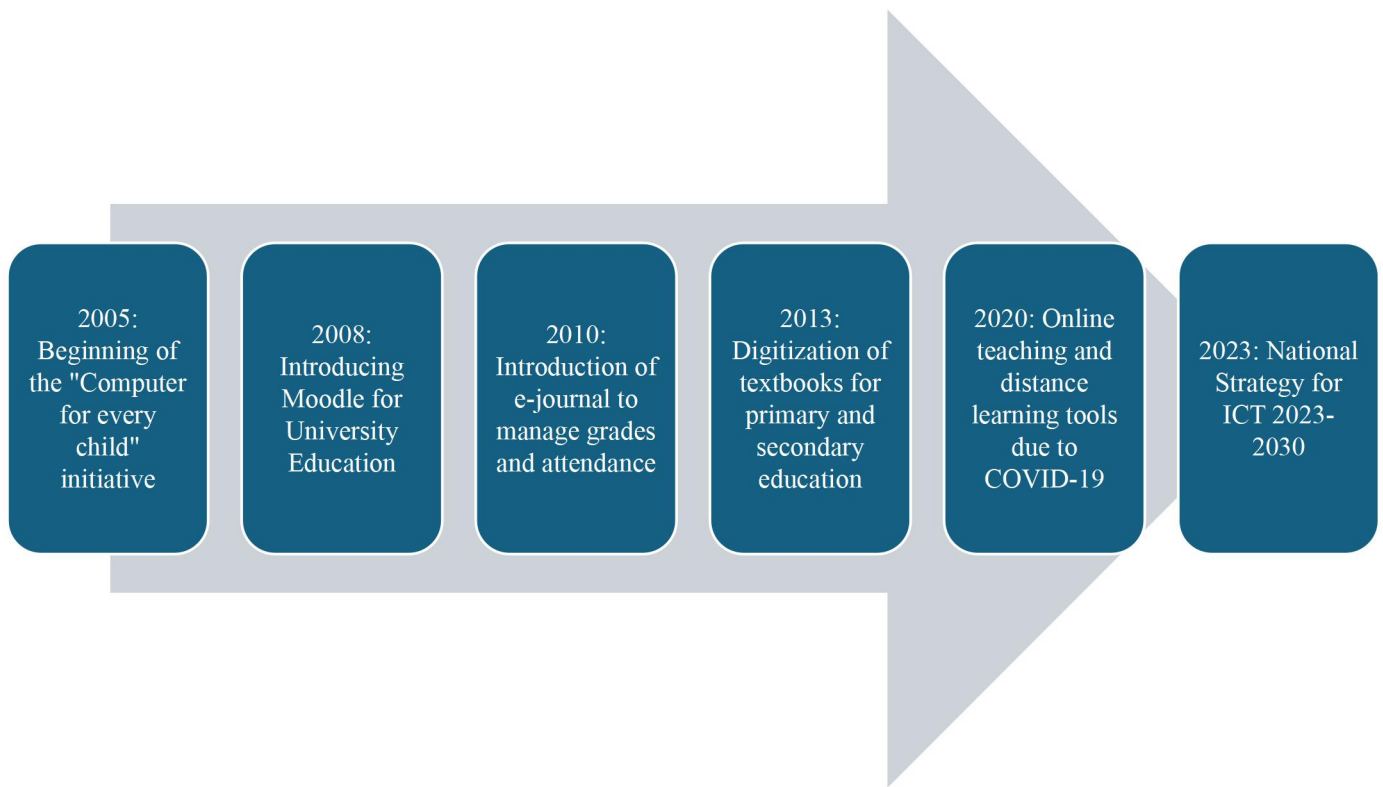 2005:
Beginning of
the "Computer
for every
child"
initiative
2008:
Introducing
Moodle for
University
Education
2010:
Introduction of
e-journal to
manage grades
and attendance
2013:
Digitization of
textbooks for
primary and
secondary
education
2020: Online
teaching and
distance
learning tools
due to
COVID-19
2023: National
Strategy for
ICT 2023-
2030